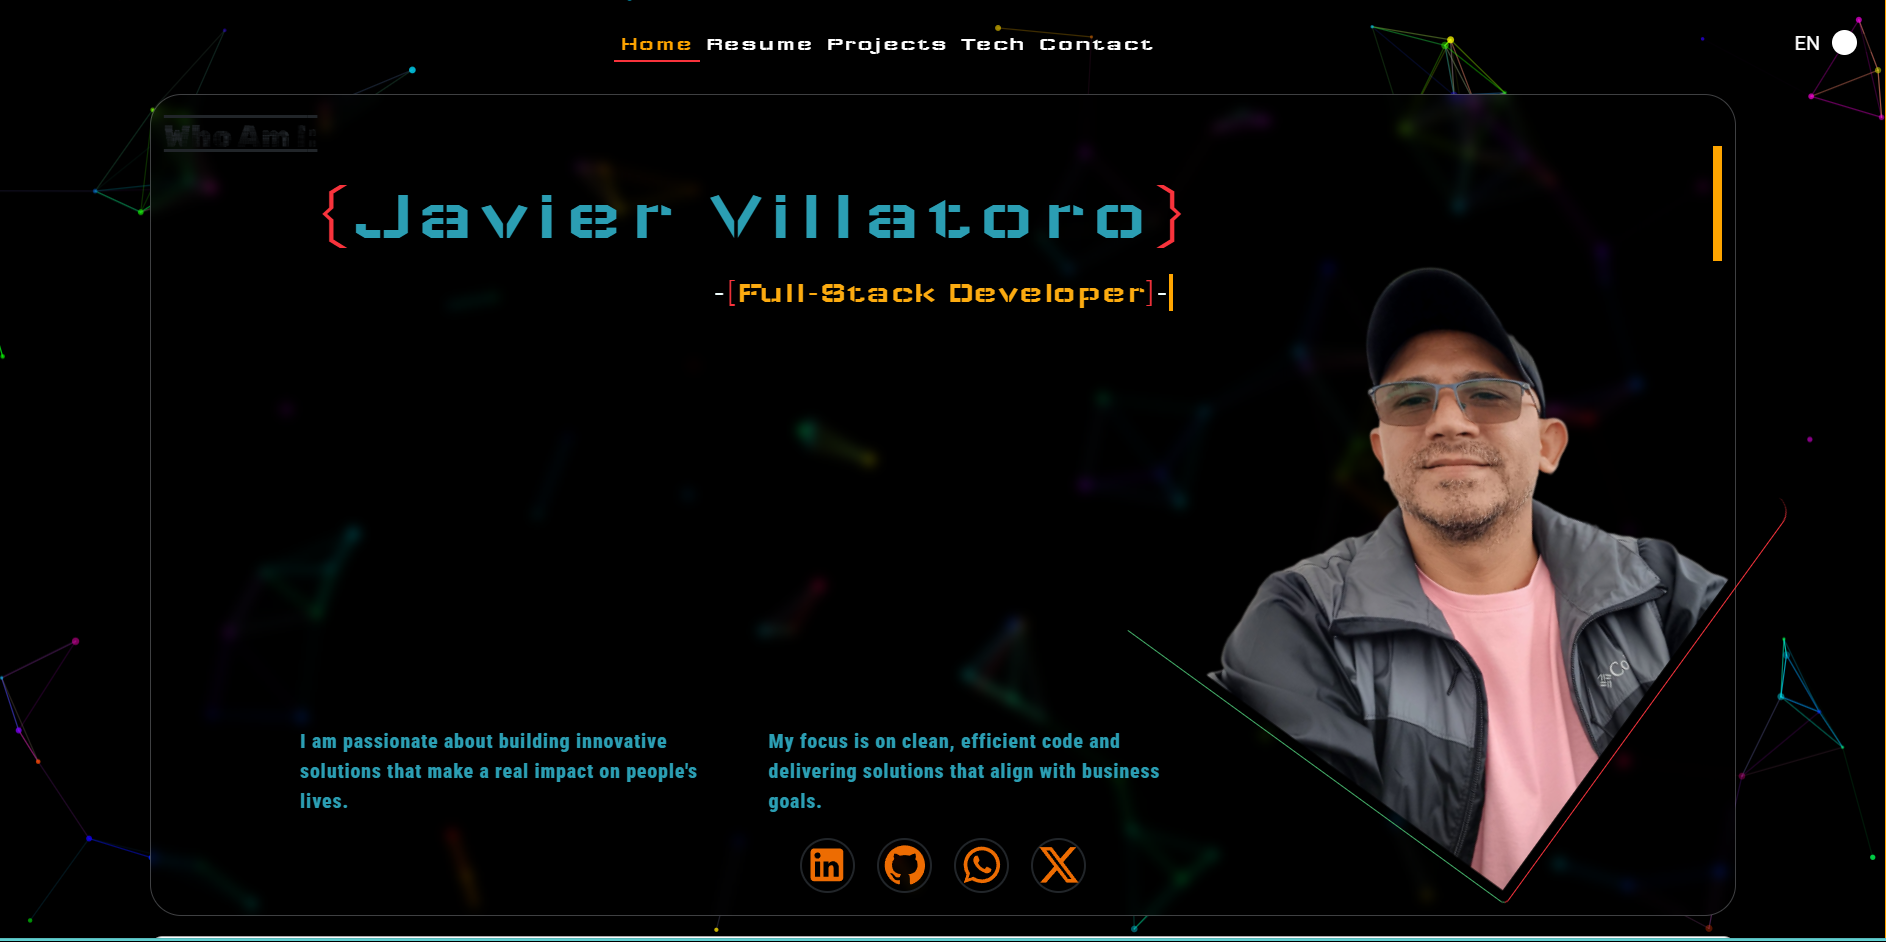 Home Resume Projects Tech Contact
EN
Who Am I
{Javier Villatoro}
-[Full-Stack Developer]-
I am passionate about building innovative
solutions that make a real impact on people's
lives.
My focus is on clean, efficient code and
delivering solutions that align with business
goals.
in
Co